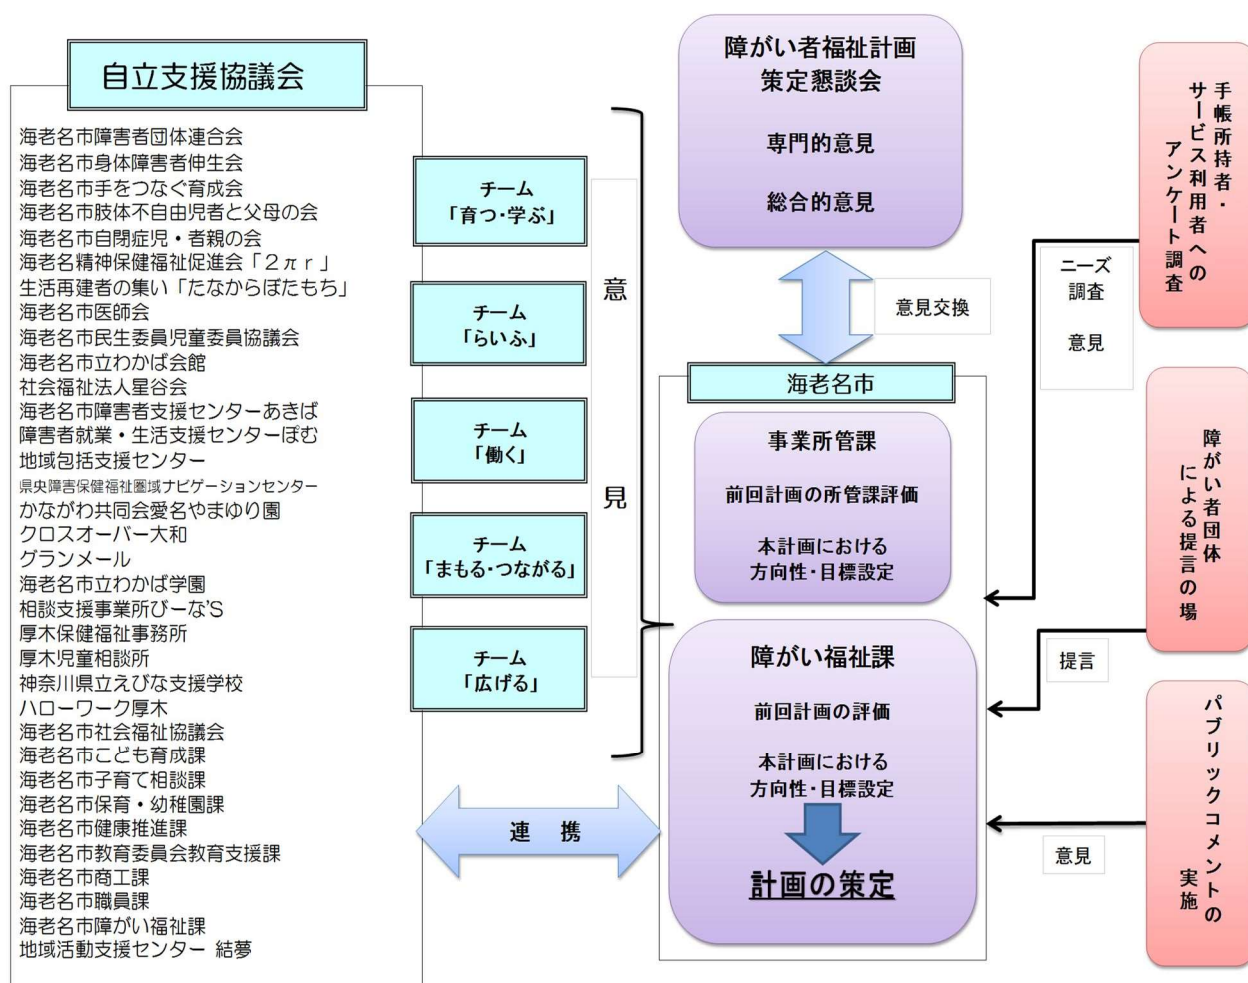 自立支援協議会
海老名市障害者団体連合会
海老名市身体障害者伸生会
海老名市手をつなぐ育成会
海老名市肢体不自由児者と父母の会
海老名市自閉症児・者親の会
海老名精神保健福祉促進会「２πｒ」
生活再建者の集い「たなからぼたもち」
海老名市医師会
海老名市民生委員児童委員協議会
海老名市立わかば会館
社会福祉法人星谷会
海老名市障害者支援センターあきば
障害者就業・生活支援センターぽむ
地域包括支援センター
県央障害保健福祉圏域ナビゲーションセンター
かながわ共同会愛名やまゆり園
クロスオーバー大和
グランメール
海老名市立わかば学園
相談支援事業所びーな’S
厚木保健福祉事務所
厚木児童相談所
神奈川県立えびな支援学校
ハローワーク厚木
海老名市社会福祉協議会
海老名市こども育成課
海老名市子育て相談課
海老名市保育・幼稚園課
海老名市健康推進課
海老名市教育委員会教育支援課
海老名市商工課
海老名市職員課
海老名市障がい福祉課
地域活動支援センター 結夢
チーム
「育つ・学ぶ」
チーム
「らいふ」
チーム
「働く」
チーム
「まもる・つながる」
チーム
「広げる」
意見
連携
障がい者福祉計画
策定懇談会
専門的意見
総合的意見
意見交換
海老名市
事業所管課
前回計画の所管課評価
本計画における
方向性・目標設定
障がい福祉課
前回計画の評価
本計画における
方向性・目標設定
計画の策定
手帳所持者・
サービス利用者への
アンケート調査
ニーズ
調査
意見
障がい者団体
による提言の場
提言
パブリックコメントの
実施
意見